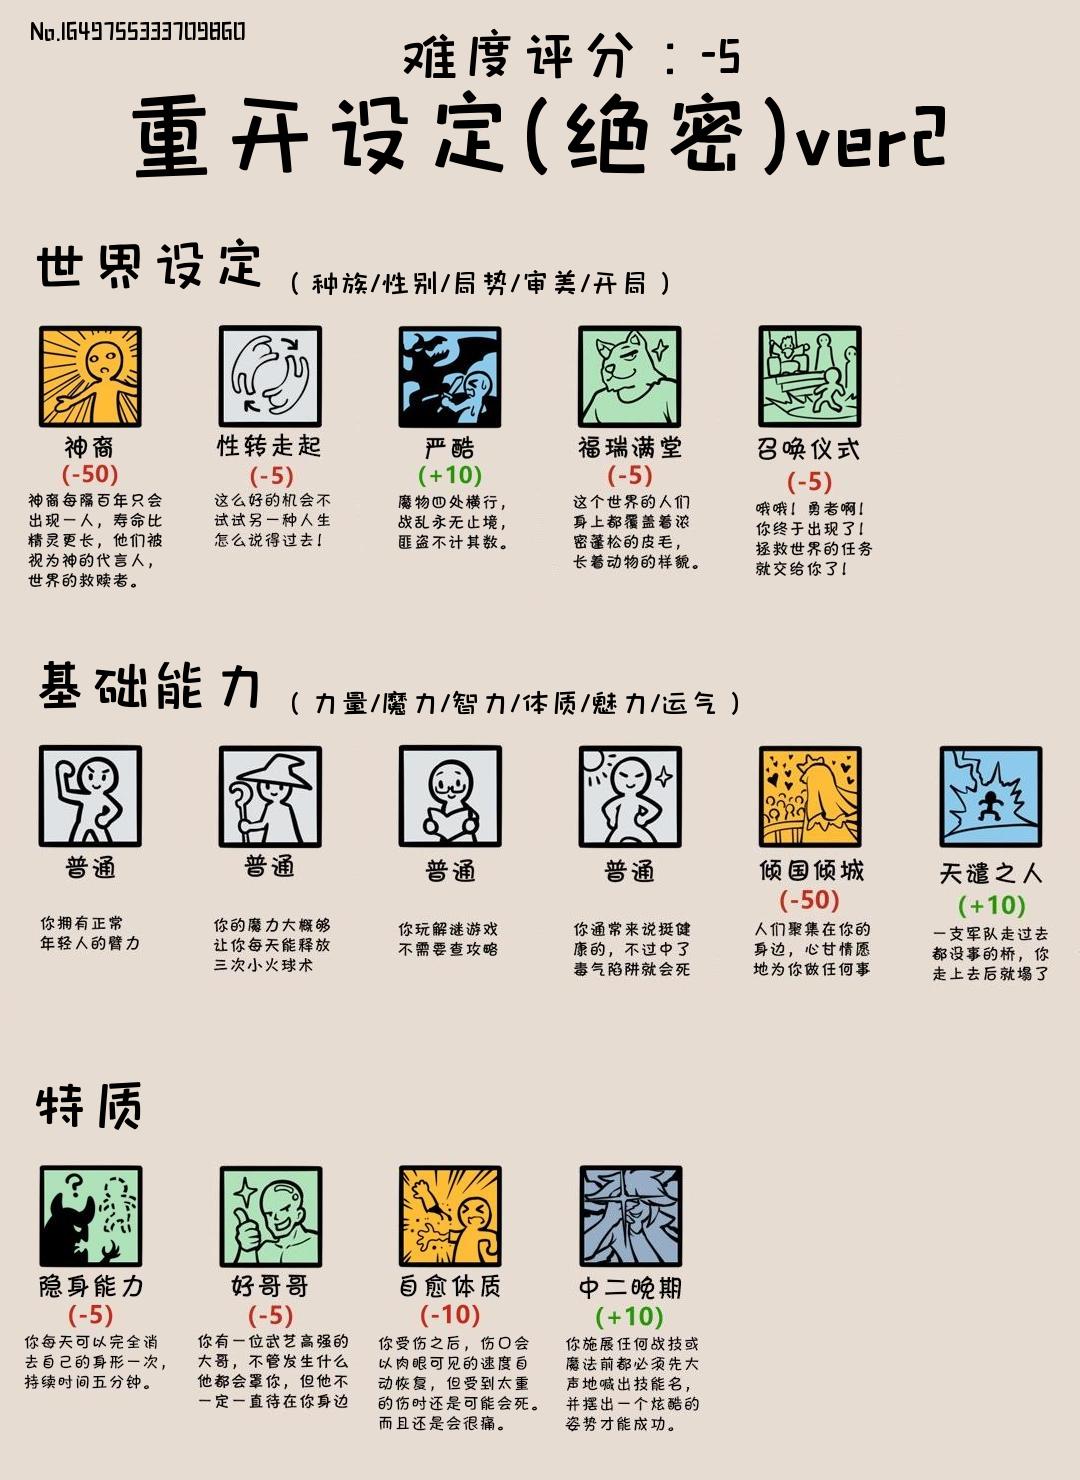 No.1649755333709860
难度评分：-5
重开设定(绝密)ver2
世界设定（种族/性别/局势/审美/开局）
神裔
(-50)
神裔每隔百年只会
出现一人，寿命比
精灵更长，他们被
视为神的代言人，
世界的救赎者。
性转走起
(-5)
这么好的机会不
试试另一种人生
怎么说得过去！
严酷
(+10)
魔物四处横行，
战乱永无止境，
匪盗不计其数。
福瑞满堂
(-5)
这个世界的人们
身上都覆盖着浓
密蓬松的皮毛，
长着动物的样貌。
召唤仪式
(-5)
哦哦！勇者啊！
你终于出现了！
拯救世界的任务
就交给你了！
基础能力（力量/魔力/智力/体质/魅力/运气）
普通
你拥有正常
年轻人的臂力
普通
你的魔力大概够
让你每天能释放
三次小火球术
普通
你玩解谜游戏
不需要查攻略
普通
你通常来说挺健
康的，不过中了
毒气陷阱就会死
倾国倾城
(-50)
人们聚集在你的
身边，心甘情愿
地为你做任何事
天谴之人
(+10)
一支军队走过去
都没事的桥，你
走上去后就塌了
特质
隐身能力
(-5)
你每天可以完全消
去自己的身形一次，
持续时间五分钟。
好哥哥
(-5)
你有一位武艺高强的
大哥，不管发生什么
他都会罩你，但他不
一定一直待在你身边
自愈体质
(-10)
你受伤之后，伤口会
以肉眼可见的速度自
动恢复，但受到太重
的伤时还是可能会死。
而且还是会很痛。
中二晚期
(+10)
你施展任何战技或
魔法前都必须先大
声地喊出技能名，
并摆出一个炫酷的
姿势才能成功。